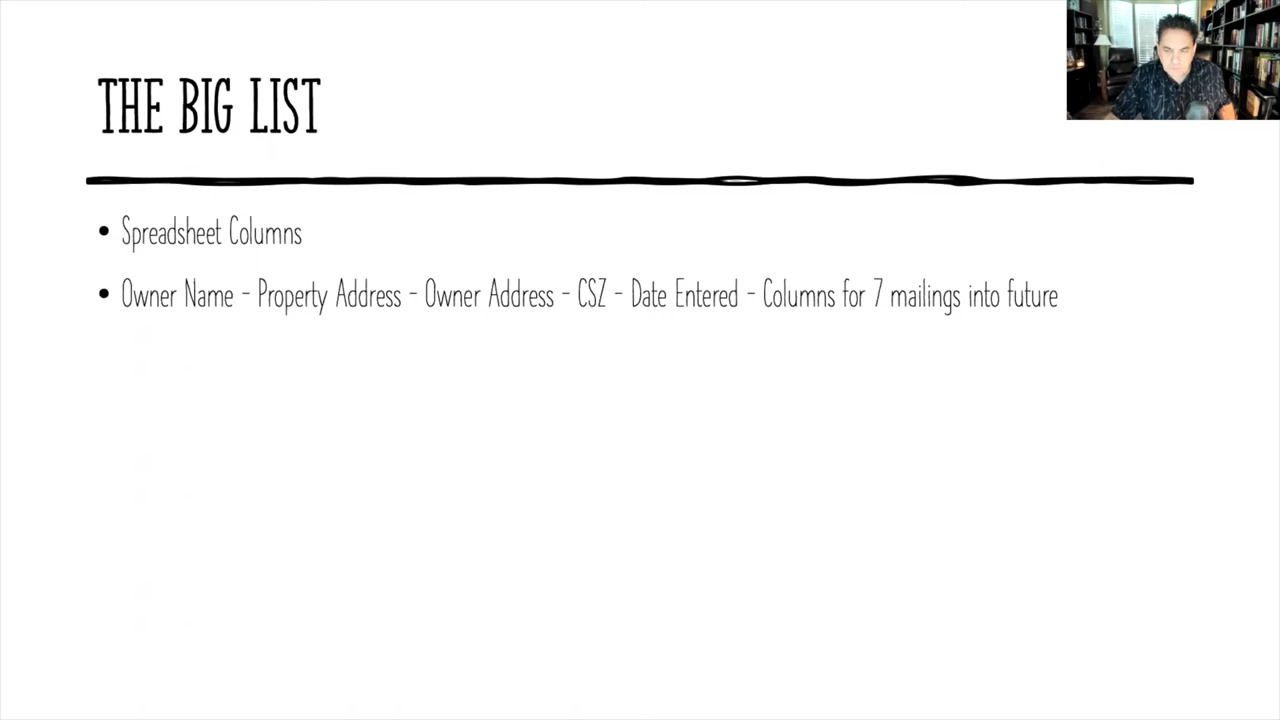 THE BIG LIST
Spreadsheet Columns
Owner Name - Property Address - Owner Address - CSZ - Date Entered - Columns for 7 mailings into future